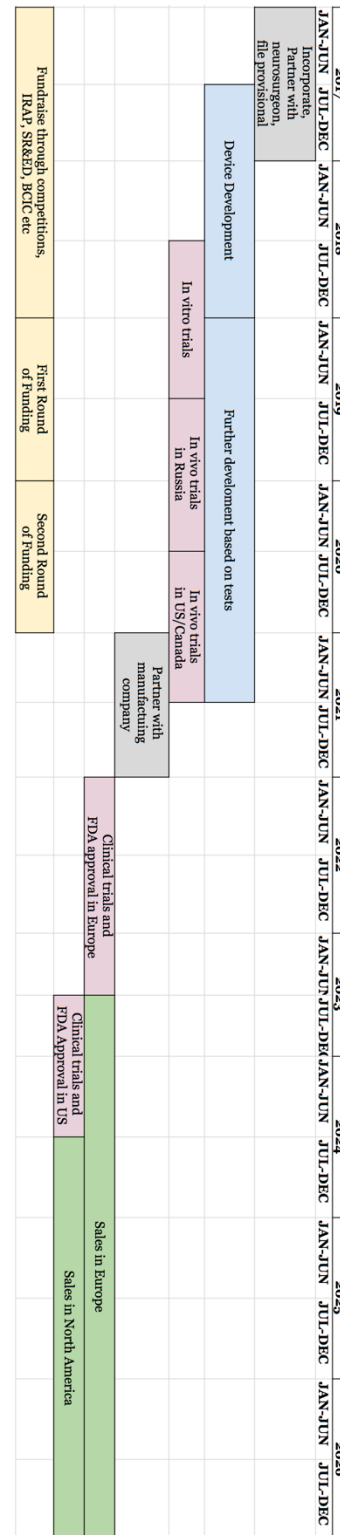 2017
2018
2019
2020
2021
2022
2023
2024
2025
2026
JAN-JUN
JUL-DEC
JAN-JUN
JUL-DEC
JAN-JUN
JUL-DEC
JAN-JUN
JUL-DEC
JAN-JUN
JUL-DEC
JAN-JUN
JUL-DEC
JAN-JUN
JUL-DEC
JAN-JUN
JUL-DEC
JAN-JUN
JUL-DEC
JAN-JUN
JUL-DEC
Incorporate,
Partner with
neurosurgeon,
file provisional
Device Development
Further develoment based on tests
In vitro trials
In vivo trials
in Russia
In vivo trials
in US/Canada
Partner with
manufactuing
company
Clinical trials and
FDA approval in Europe
Sales in Europe
Clinical trials and
FDA Approval in US
Sales in North America
Fundraise through competitions,
IRAP, SR&ED, BCIC etc
First Round
of Funding
Second Round
of Funding